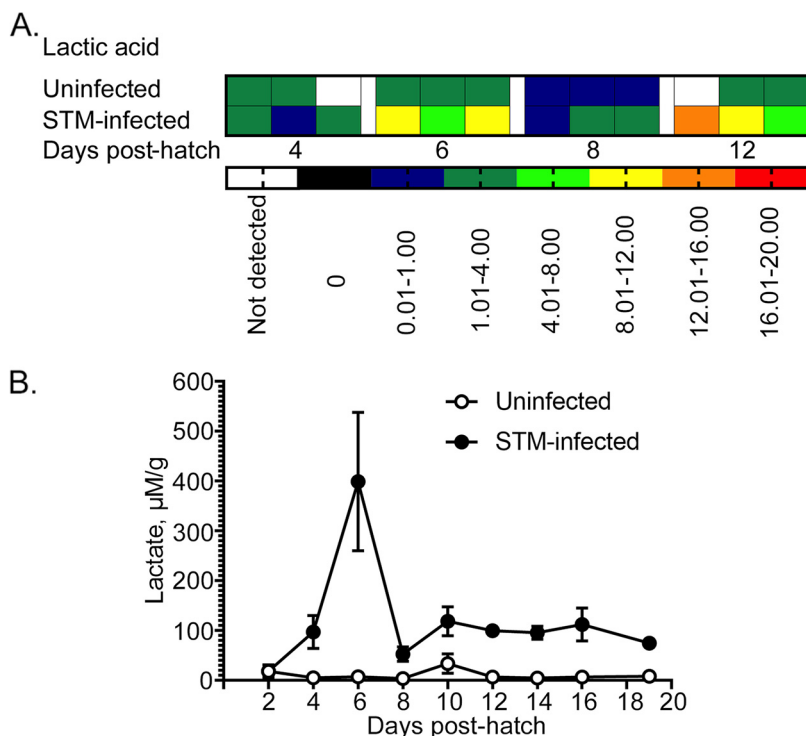 A.
Lactic acid
Uninfected
STM-infected
Days post-hatch 4 6 8 12
Not detected
0
0.01-1.00
1.01-4.00
4.01-8.00
8.01-12.00
12.01-16.00
16.01-20.00
B.
600
500
400
300
200
100
0
Lactate, µM/g
Uninfected
STM-infected
2 4 6 8 10 12 14 16 18 20
Days post-hatch